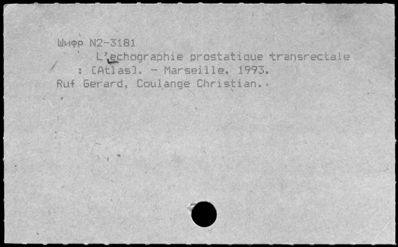 Шифр N2-3181
L'echographie prostatique transrectale
: [Atlas]. - Marseille, 1993.
Ruf Gerard, Coulange Christian..